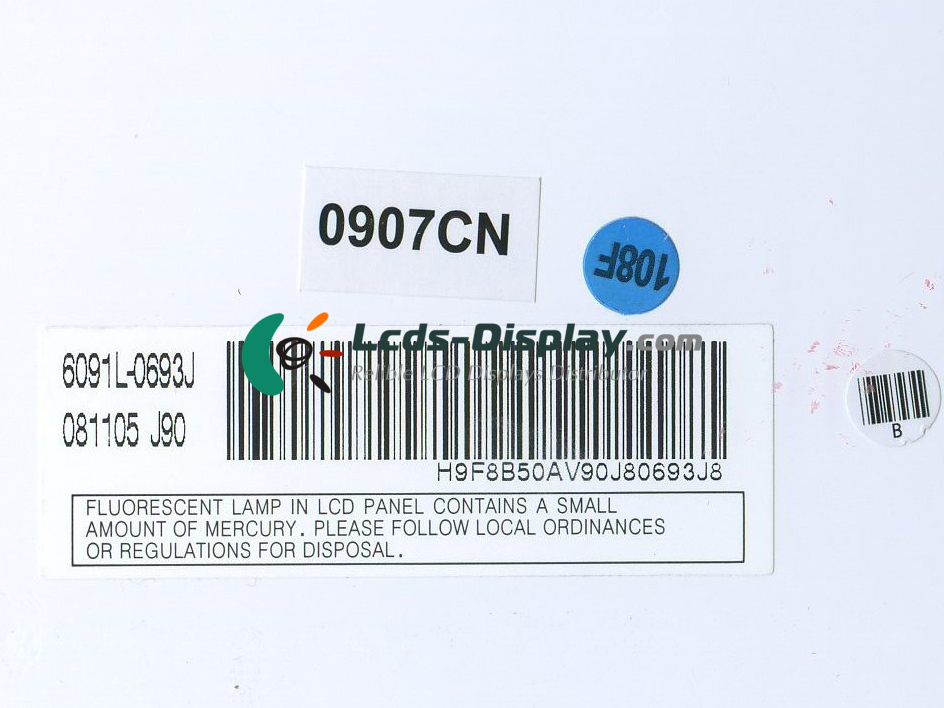 0907CN
108F
Lcds-Display.com
Relible LCD Displays Distributor
6091L-0693J
081105 J90
H9F8B50AV90J80693J8
B
FLUORESCENT LAMP IN LCD PANEL CONTAINS A SMALL
AMOUNT OF MERCURY. PLEASE FOLLOW LOCAL ORDINANCES
OR REGULATIONS FOR DISPOSAL.